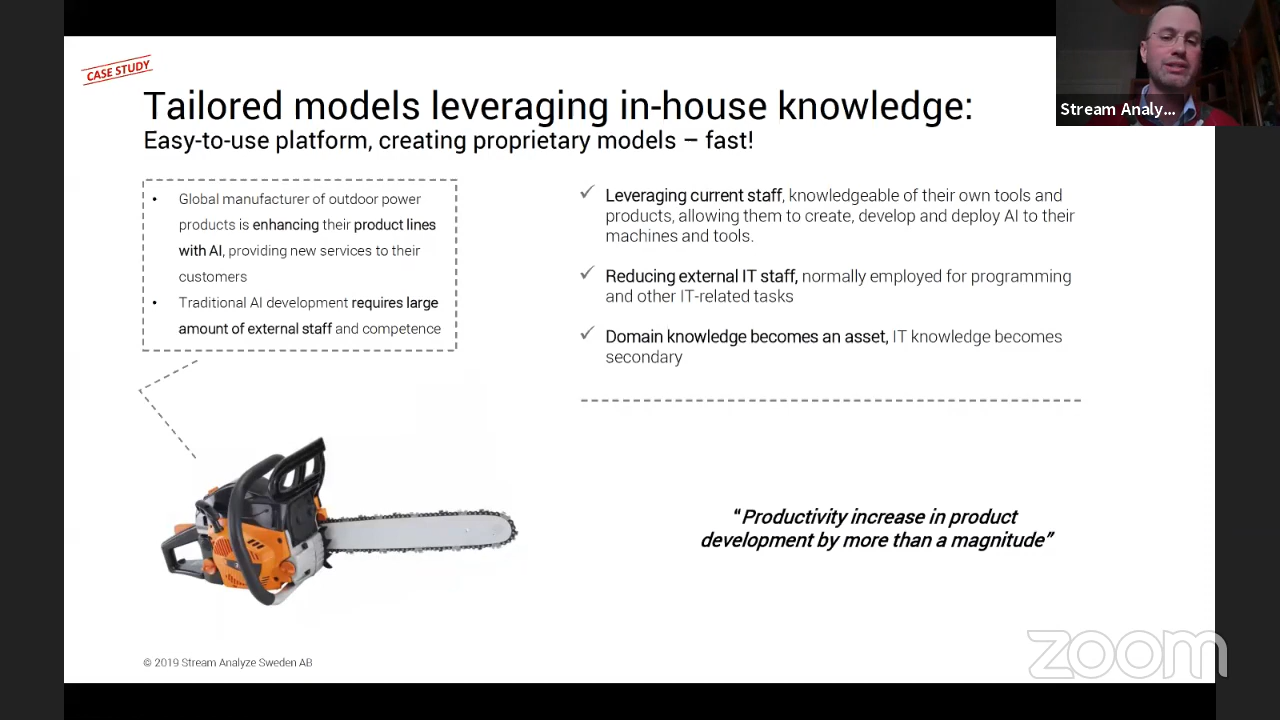 CASE STUDY
Tailored models leveraging in-house knowledge:
Easy-to-use platform, creating proprietary models – fast!
• Global manufacturer of outdoor power
products is enhancing their product lines
with AI, providing new services to their
customers
• Traditional AI development requires large
amount of external staff and competence
✓ Leveraging current staff, knowledgeable of their own tools and
products, allowing them to create, develop and deploy AI to their
machines and tools.
✓ Reducing external IT staff, normally employed for programming
and other IT-related tasks
✓ Domain knowledge becomes an asset, IT knowledge becomes
secondary
“Productivity increase in product
development by more than a magnitude”
© 2019 Stream Analyze Sweden AB
Stream Analy...
zoom